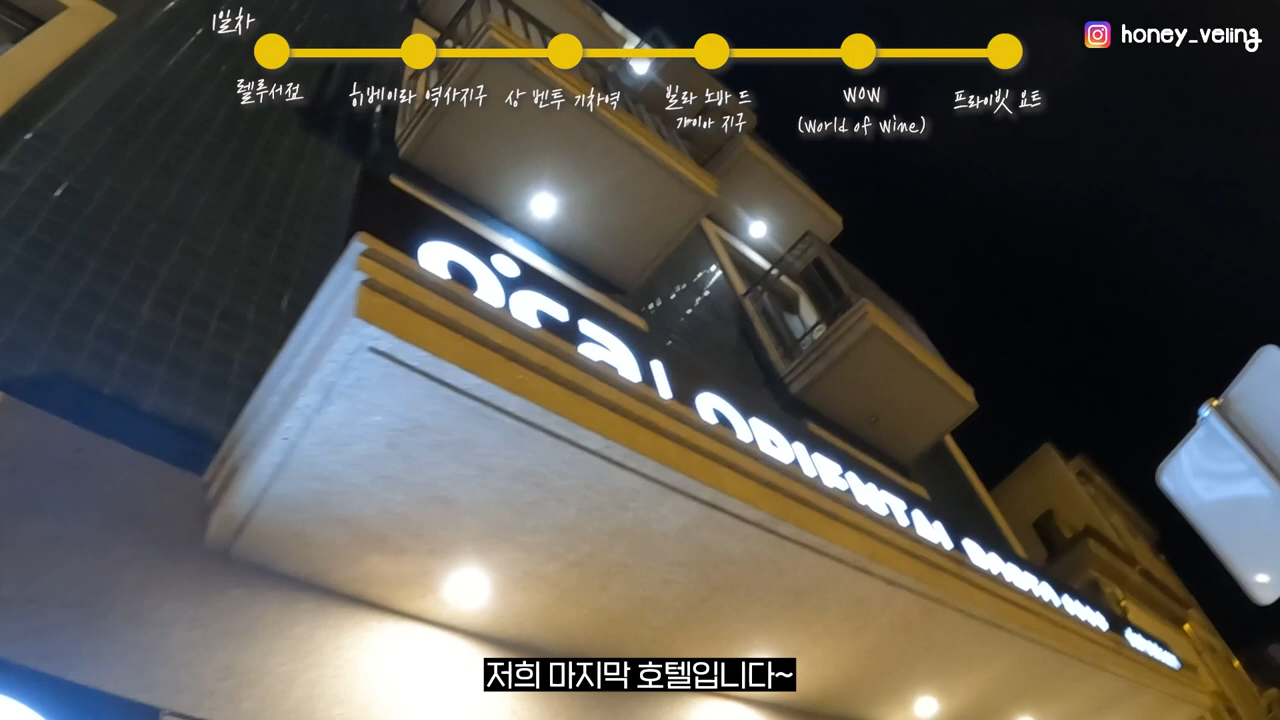 1일차
honey_veling
렐루서점
히베이라 역사지구
상 벤투 기차역
빌라 노바 드
가이아 지구
WOW
(World of Wine)
프라이빗 요트
ORIENTAL
저희 마지막 호텔입니다~